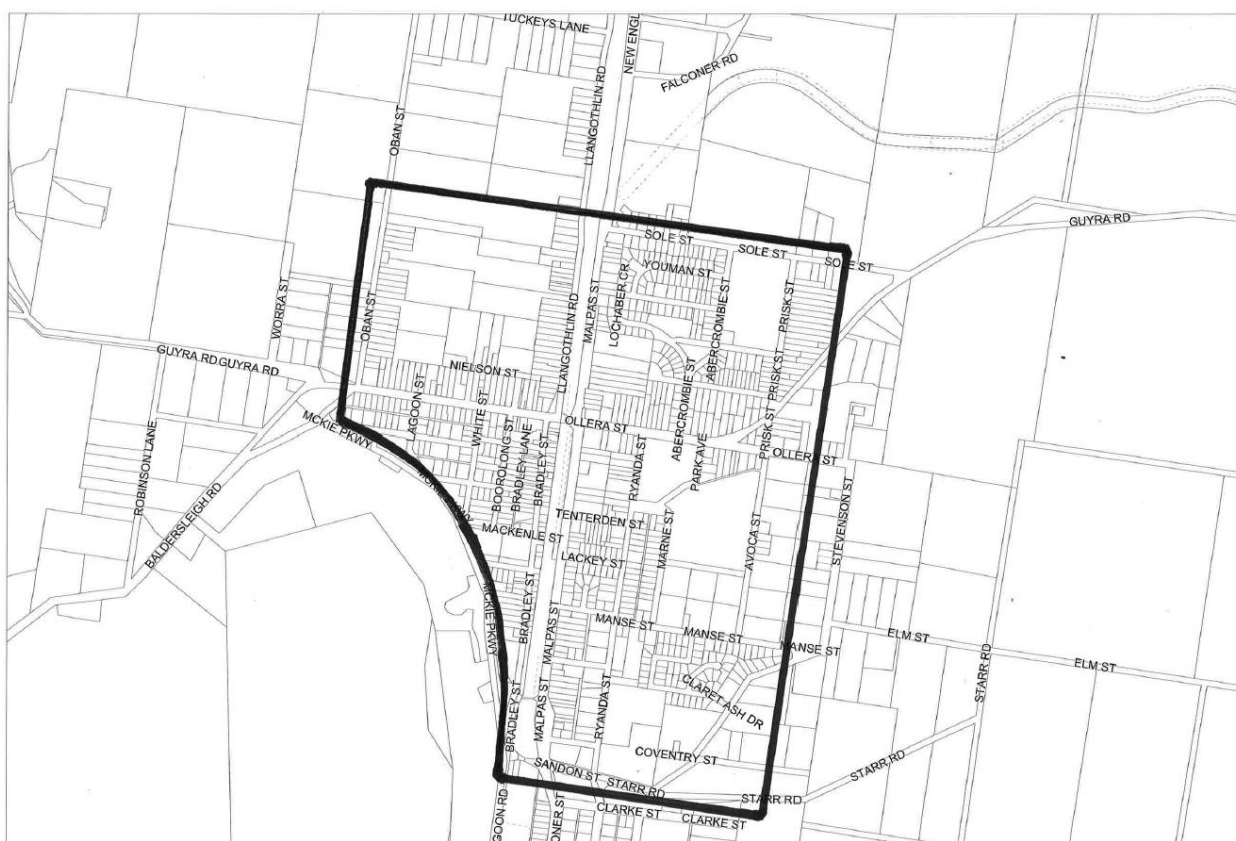 TUCKEYS LANE
NEW ENGL
FALCONER RD
LLANGOTHLIN RD
OBAN ST
GUYRA RD
SOLE ST
SOLE ST
SOLE ST
YOUMAN ST
WORRA ST
OBAN ST
LLANGOTHLIN RD
MALPAS ST
LOCHABER CR
ABERCROMBIE ST
PRISK ST
GUYRA RD
GUYRA RD
NIELSON ST
PRISK ST
ABERCROMBIE ST
LAGOON ST
WHITE ST
MCKIE PKWY
OLLERA ST
PRISK ST
OLLERA ST
ROBINSON LANE
BOOROLONG ST
BRADLEY LANE
BRADLEY ST
RYANDA ST
PARK AVE
BALDERSLEIGH RD
MCKIE PKWY
MACKENLE ST
TENTERDEN ST
LACKEY ST
MARNE ST
AVOCA ST
STEVENSON ST
MCKIE PKWY
BRADLEY ST
MALPAS ST
MANSE ST
MANSE ST
MANSE ST
ELM ST
ELM ST
STARR RD
BRADLEY ST
MALPAS ST
RYANDA ST
CLARET ASH DR
COVENTRY ST
SANDON ST
STARR RD
STARR RD
STARR RD
GOON RD
ONER ST
CLARKE ST
CLARKE ST